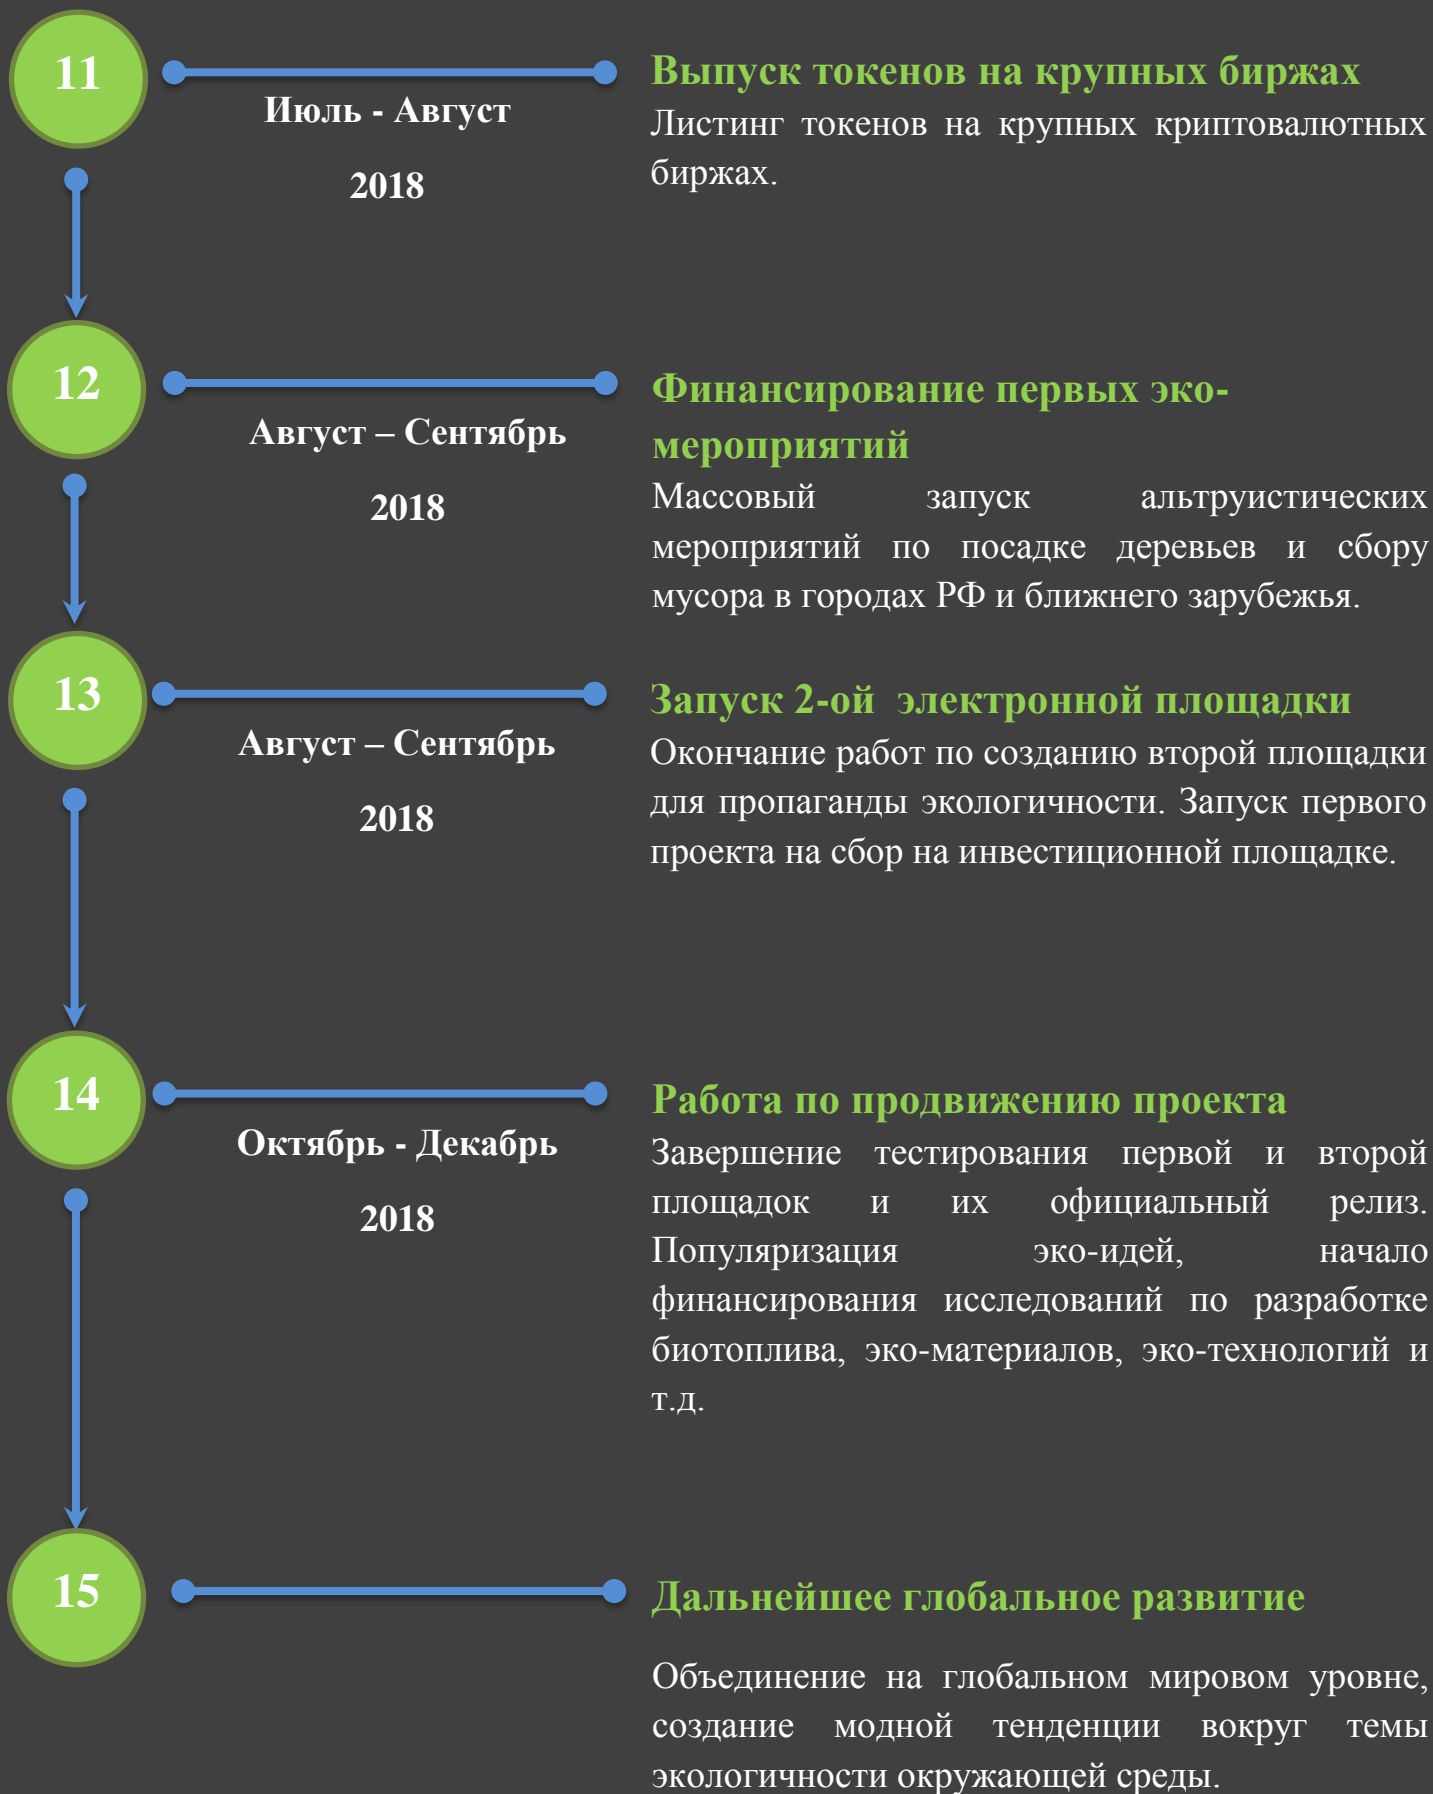 11
Июль - Август
2018
Выпуск токенов на крупных биржах
Листинг токенов на крупных криптовалютных
биржах.
12
Август – Сентябрь
2018
Финансирование первых эко-
мероприятий
Массовый запуск альтруистических
мероприятий по посадке деревьев и сбору
мусора в городах РФ и ближнего зарубежья.
13
Август – Сентябрь
2018
Запуск 2-ой электронной площадки
Окончание работ по созданию второй площадки
для пропаганды экологичности. Запуск первого
проекта на сбор на инвестиционной площадке.
14
Октябрь - Декабрь
2018
Работа по продвижению проекта
Завершение тестирования первой и второй
площадок и их официальный релиз.
Популяризация эко-идей, начало
финансирования исследований по разработке
биотоплива, эко-материалов, эко-технологий и
т.д.
15
Дальнейшее глобальное развитие
Объединение на глобальном мировом уровне,
создание модной тенденции вокруг темы
экологичности окружающей среды.